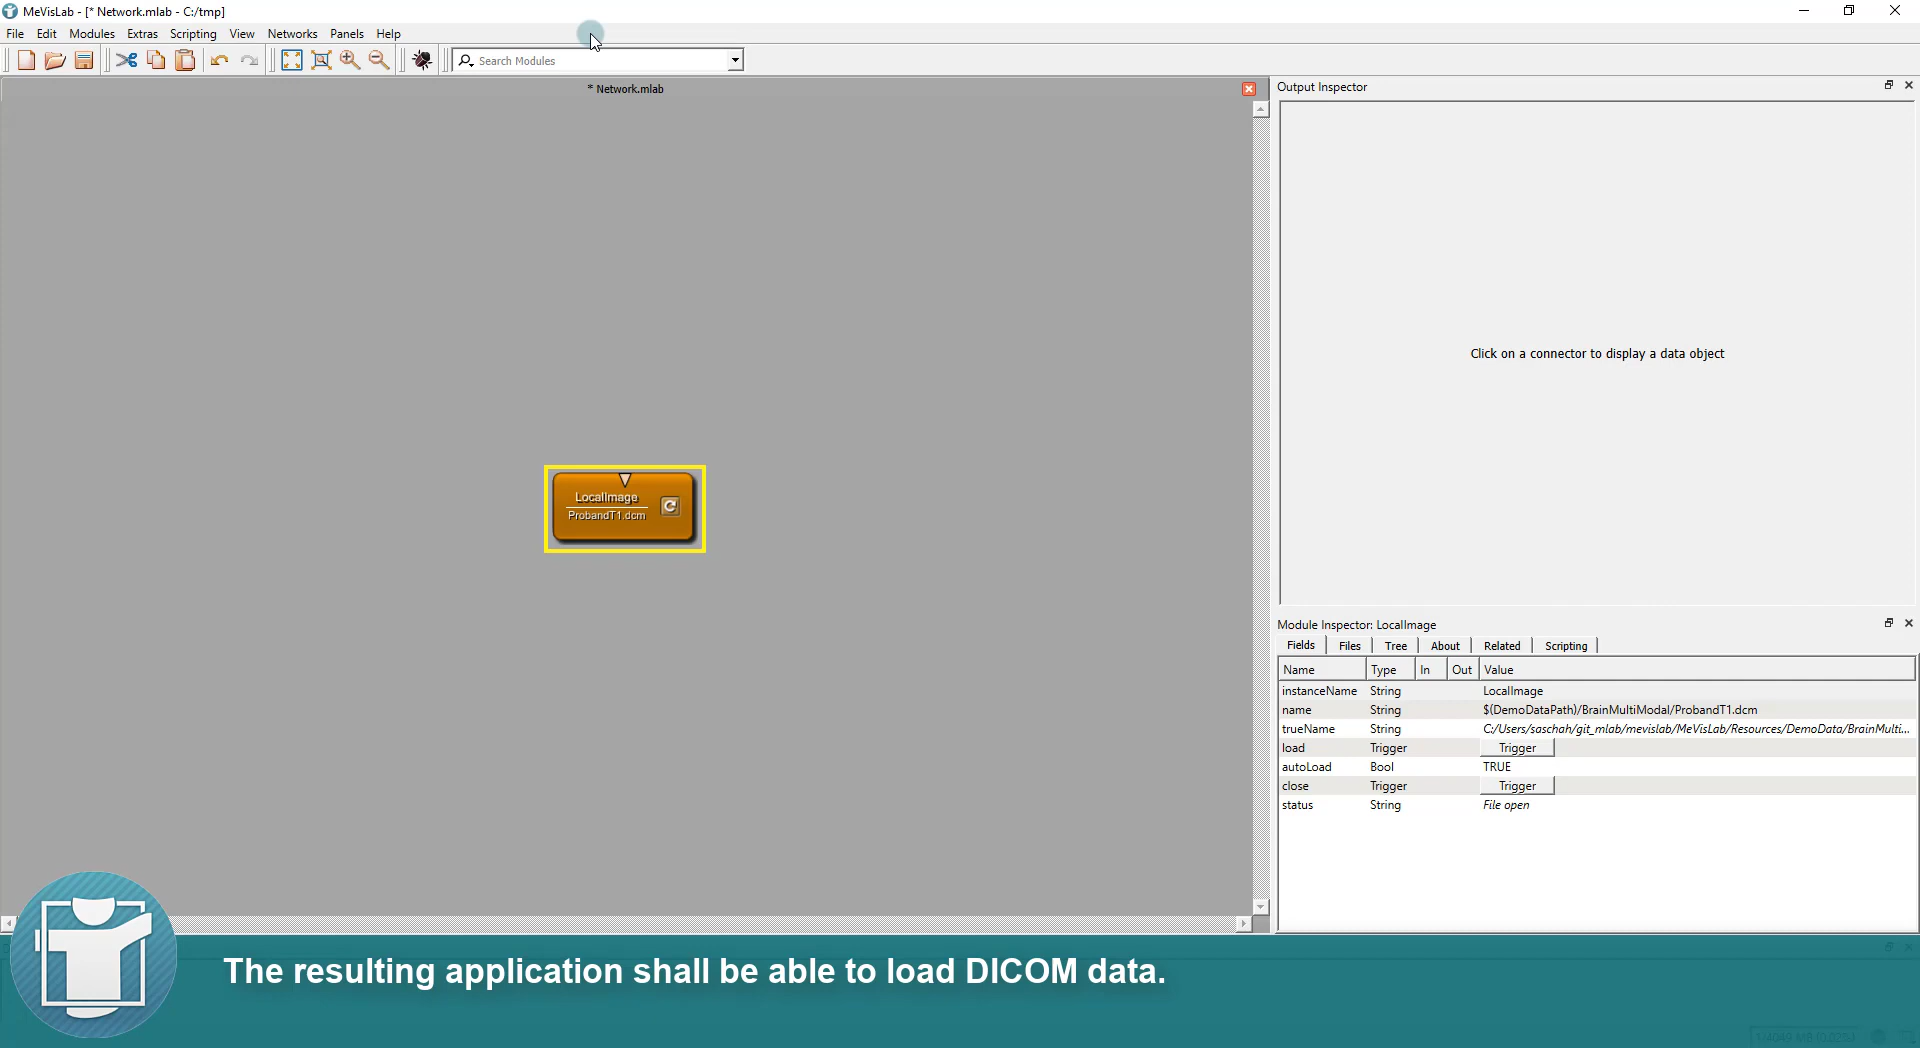 MeVisLab - [* Network.mlab - C:/tmp]
File Edit Modules Extras Scripting View Networks Panels Help
Search Modules
* Network.mlab
Output Inspector
Click on a connector to display a data object
LocalImage
ProbandT1.dcm
Module Inspector: LocalImage
Fields Files Tree About Related Scripting
Name Type In Out Value
instanceName String LocalImage
name String $(DemoDataPath)/BrainMultiModal/ProbandT1.dcm
trueName String C:/Users/saschah/git_mlab/mevislab/MeVisLab/Resources/DemoData/BrainMulti...
load Trigger Trigger
autoLoad Bool TRUE
close Trigger Trigger
status String File open
The resulting application shall be able to load DICOM data.